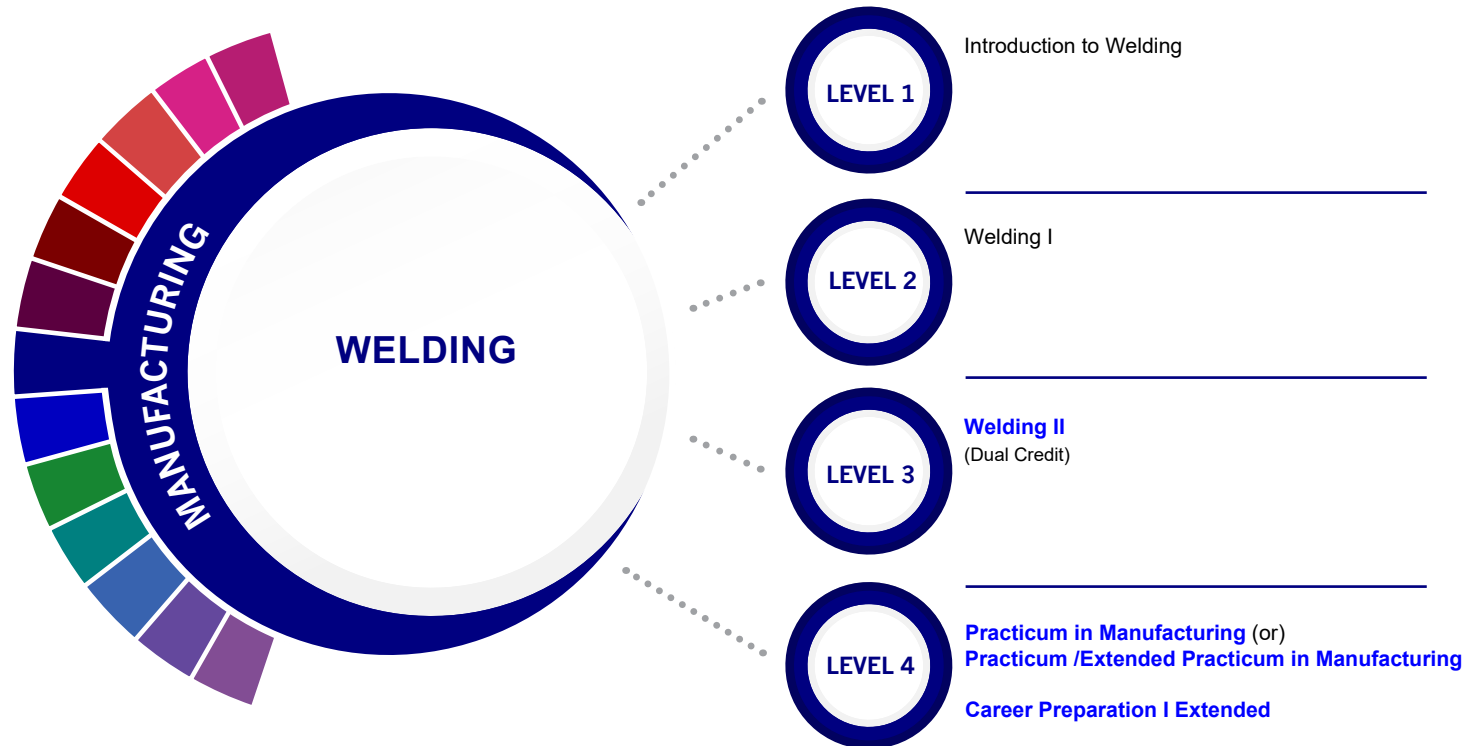 MANUFACTURING
WELDING
LEVEL 1
Introduction to Welding
LEVEL 2
Welding I
LEVEL 3
Welding II
(Dual Credit)
LEVEL 4
Practicum in Manufacturing (or)
Practicum /Extended Practicum in Manufacturing
Career Preparation I Extended